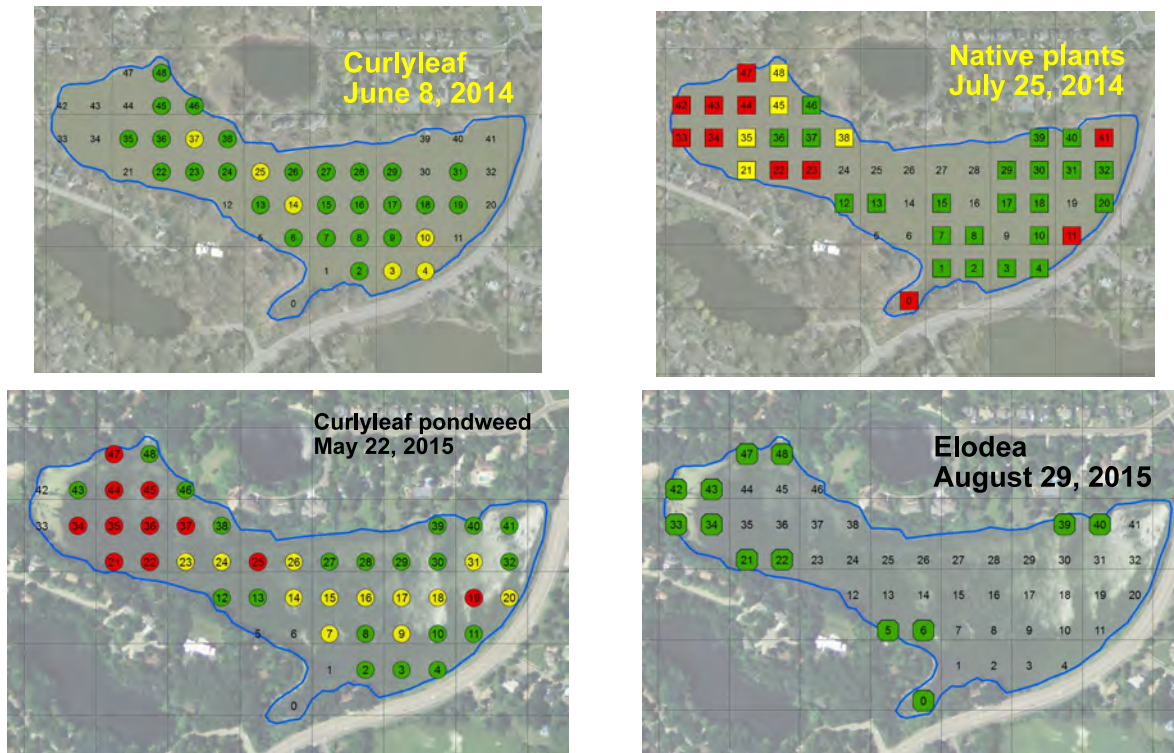 Curlyleaf
June 8, 2014
47 48
42 43 44 45 46
33 34 35 36 37 38 39 40 41
21 22 23 24 25 26 27 28 29 30 31 32
12 13 14 15 16 17 18 19 20
5 6 7 8 9 10 11
1 2 3 4
0
Native plants
July 25, 2014
47 48
42 43 44 45 46
33 34 35 36 37 38 39 40 41
21 22 23 24 25 26 27 28 29 30 31 32
12 13 14 15 16 17 18 19 20
5 6 7 8 9 10 11
1 2 3 4
0
Curlyleaf pondweed
May 22, 2015
47 48
42 43 44 45 46
33 34 35 36 37 38 39 40 41
21 22 23 24 25 26 27 28 29 30 31 32
12 13 14 15 16 17 18 19 20
5 6 7 8 9 10 11
1 2 3 4
0
Elodea
August 29, 2015
47 48
42 43 44 45 46
33 34 35 36 37 38 39 40 41
21 22 23 24 25 26 27 28 29 30 31 32
12 13 14 15 16 17 18 19 20
5 6 7 8 9 10 11
1 2 3 4
0